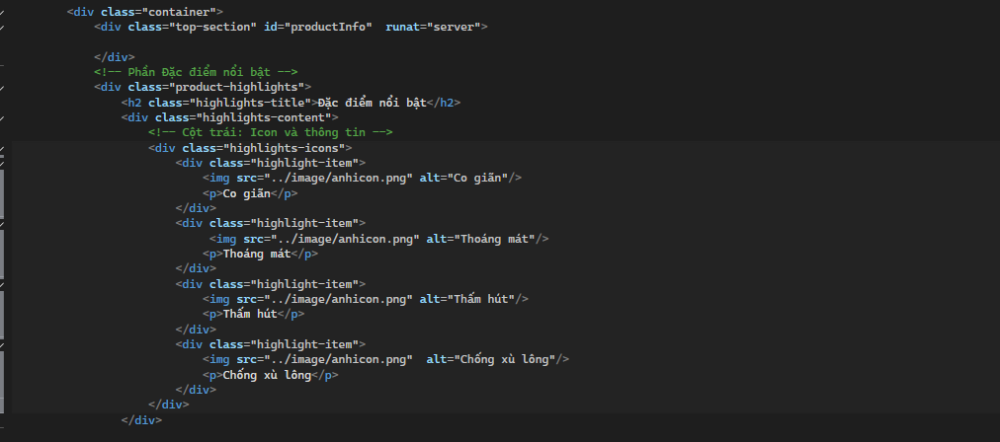 <div class="container">
<div class="top-section" id="productInfo"  runat="server">
</div>
<!-- Phần Đặc điểm nổi bật -->
<div class="product-highlights">
<h2 class="highlights-title">Đặc điểm nổi bật</h2>
<div class="highlights-content">
<!-- Cột trái: Icon và thông tin -->
<div class="highlights-icons">
<div class="highlight-item">
<img src="../image/anhicon.png" alt="Co giãn"/>
<p>Co giãn</p>
</div>
<div class="highlight-item">
<img src="../image/anhicon.png" alt="Thoáng mát"/>
<p>Thoáng mát</p>
</div>
<div class="highlight-item">
<img src="../image/anhicon.png" alt="Thấm hút"/>
<p>Thấm hút</p>
</div>
<div class="highlight-item">
<img src="../image/anhicon.png"  alt="Chống xù lông"/>
<p>Chống xù lông</p>
</div>
</div>
</div>